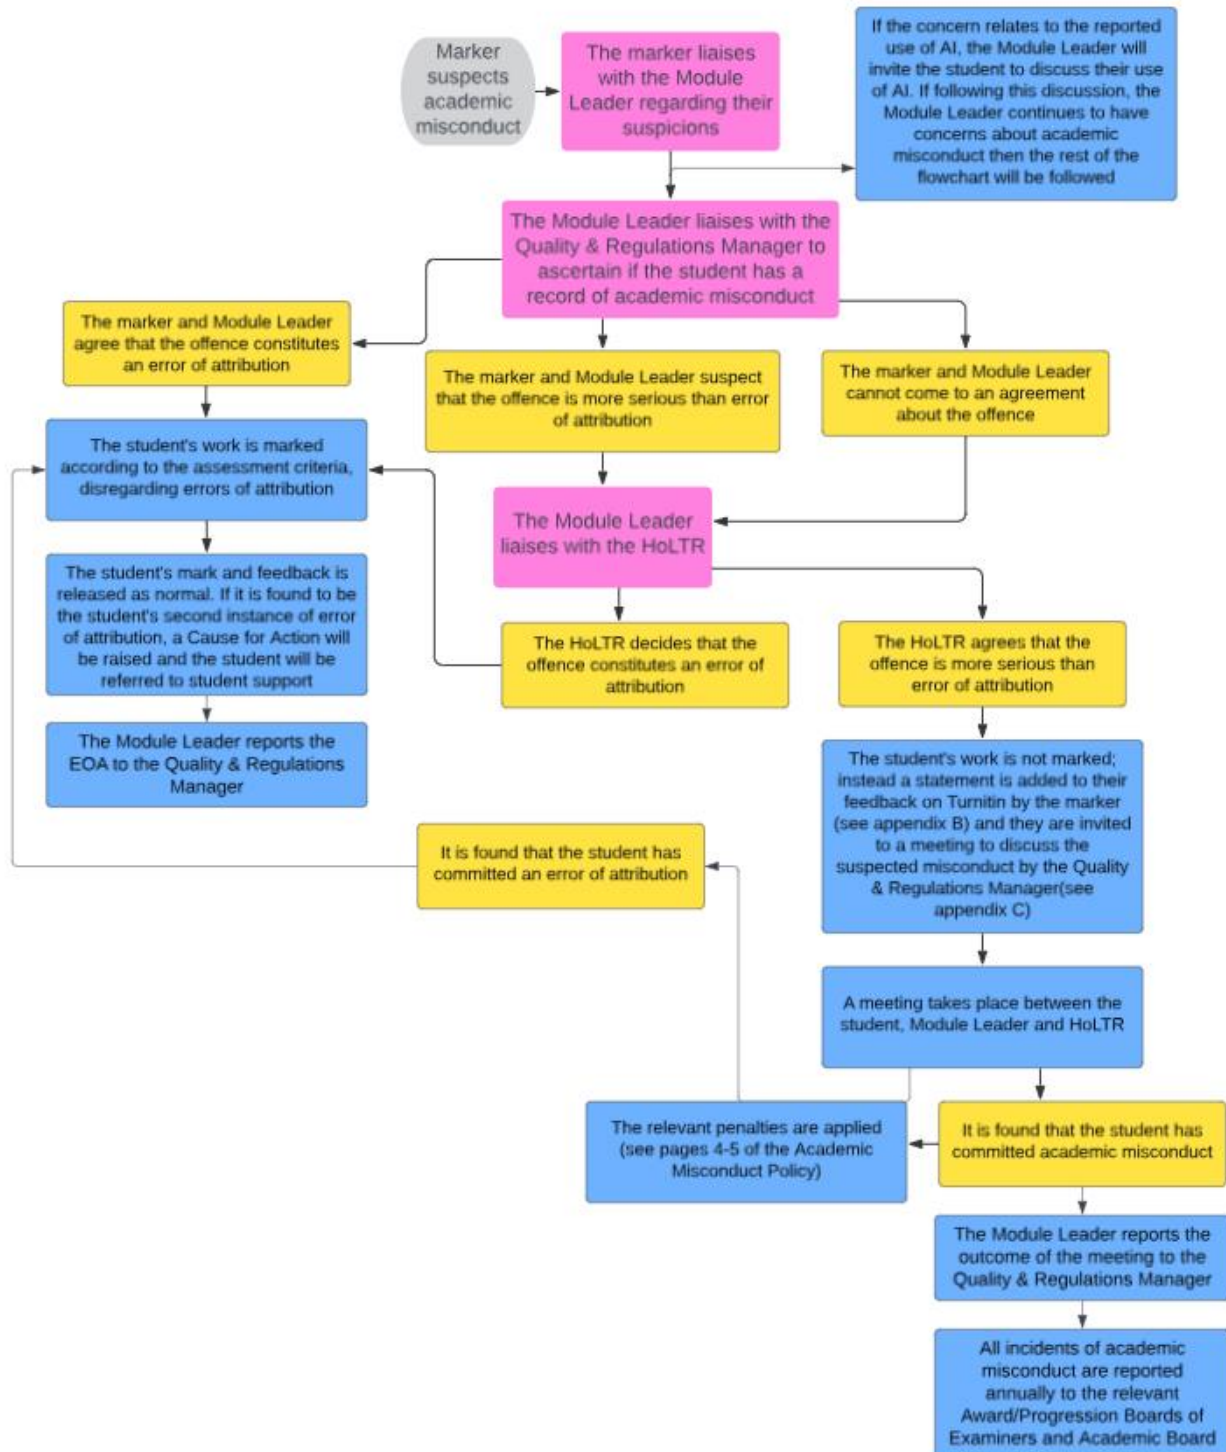 Marker
suspects
academic
misconduct
The marker liaises
with the Module
Leader regarding their
suspicions
If the concern relates to the reported
use of AI, the Module Leader will
invite the student to discuss their use
of AI. If following this discussion, the
Module Leader continues to have
concerns about academic
misconduct then the rest of the
flowchart will be followed
The Module Leader liaises with the
Quality & Regulations Manager to
ascertain if the student has a
record of academic misconduct
The marker and Module Leader
agree that the offence constitutes
an error of attribution
The marker and Module Leader suspect
that the offence is more serious than error
of attribution
The marker and Module Leader
cannot come to an agreement
about the offence
The student's work is marked
according to the assessment criteria,
disregarding errors of attribution
The Module Leader
liaises with the HoLTR
The student's mark and feedback is
released as normal. If it is found to be
the student's second instance of error
of attribution, a Cause for Action will
be raised and the student will be
referred to student support
The HoLTR decides that the
offence constitutes an error of
attribution
The HoLTR agrees that the
offence is more serious than
error of attribution
The Module Leader reports the
EOA to the Quality & Regulations
Manager
The student's work is not marked;
instead a statement is added to their
feedback on Turnitin by the marker
(see appendix B) and they are invited
to a meeting to discuss the
suspected misconduct by the Quality
& Regulations Manager(see
appendix C)
It is found that the student has
committed an error of attribution
A meeting takes place between the
student, Module Leader and HoLTR
The relevant penalties are applied
(see pages 4-5 of the Academic
Misconduct Policy)
It is found that the student has
committed academic misconduct
The Module Leader reports the
outcome of the meeting to the
Quality & Regulations Manager
All incidents of academic
misconduct are reported
annually to the relevant
Award/Progression Boards of
Examiners and Academic Board